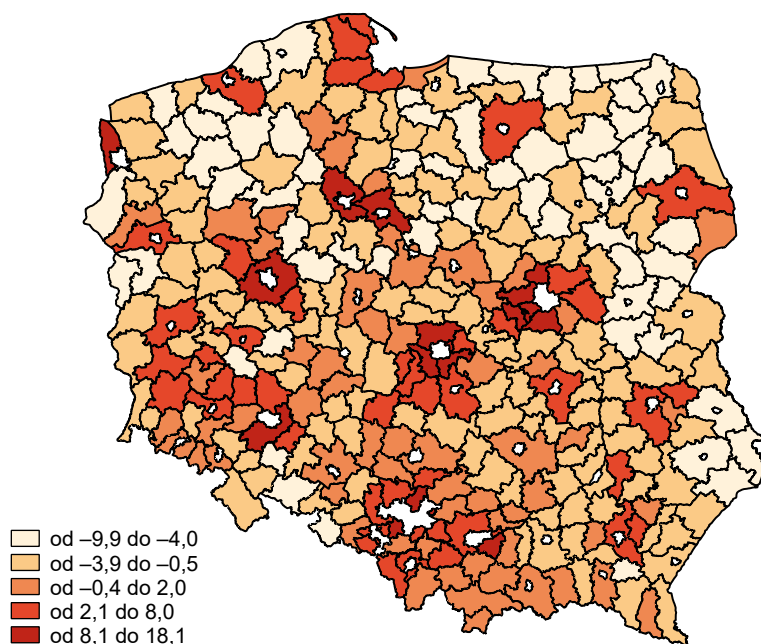 od –9,9 do –4,0
od –3,9 do –0,5
od –0,4 do 2,0
od 2,1 do 8,0
od 8,1 do 18,1